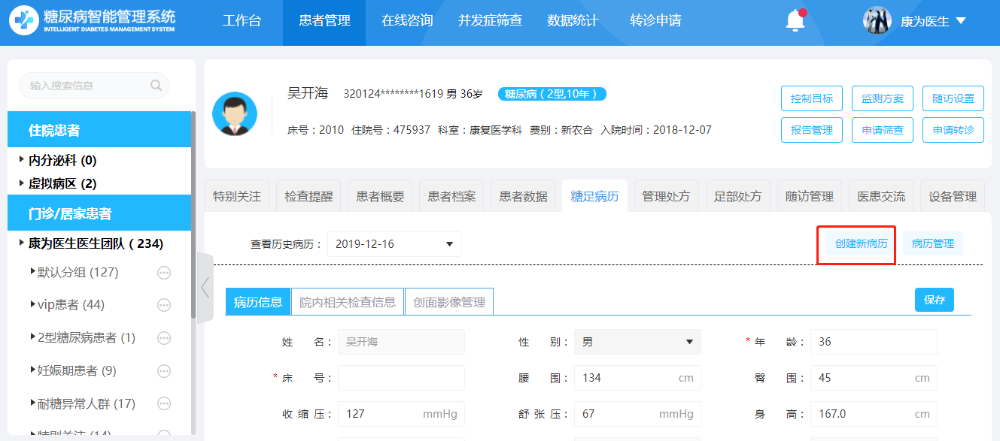 糖尿病智能管理系统
INTELLIGENT DIABETES MANAGEMENT SYSTEM
工作台 患者管理 在线咨询 并发症筛查 数据统计 转诊申请 康为医生
输入搜索信息
住院患者
内分泌科 (0)
虚拟病区 (2)
门诊/居家患者
康为医生医生团队 ( 234)
默认分组 (127)
vip患者 (44)
2型糖尿病患者 (1)
妊娠期患者 (9)
耐糖异常人群 (17)
特别关注 (14)
吴开海 320124********1619 男 36岁 糖尿病 ( 2型,10年 )
床号：2010 住院号：475937 科室：康复医学科 费别：新农合 入院时间：2018-12-07
控制目标 监测方案 随访设置
报告管理 申请筛查 申请转诊
特别关注 检查提醒 患者概要 患者档案 患者数据 糖足病历 管理处方 足部处方 随访管理 医患交流 设备管理
查看历史病历： 2019-12-16 创建新病历 病历管理
病历信息 院内相关检查信息 创面影像管理 保存
姓 名： 吴开海 性 别： 男 * 年 龄： 36
* 床 号： 腰 围： 134 cm 臀 围： 45 cm
收 缩 压： 127 mmHg 舒 张 压： 67 mmHg 身 高： 167.0 cm